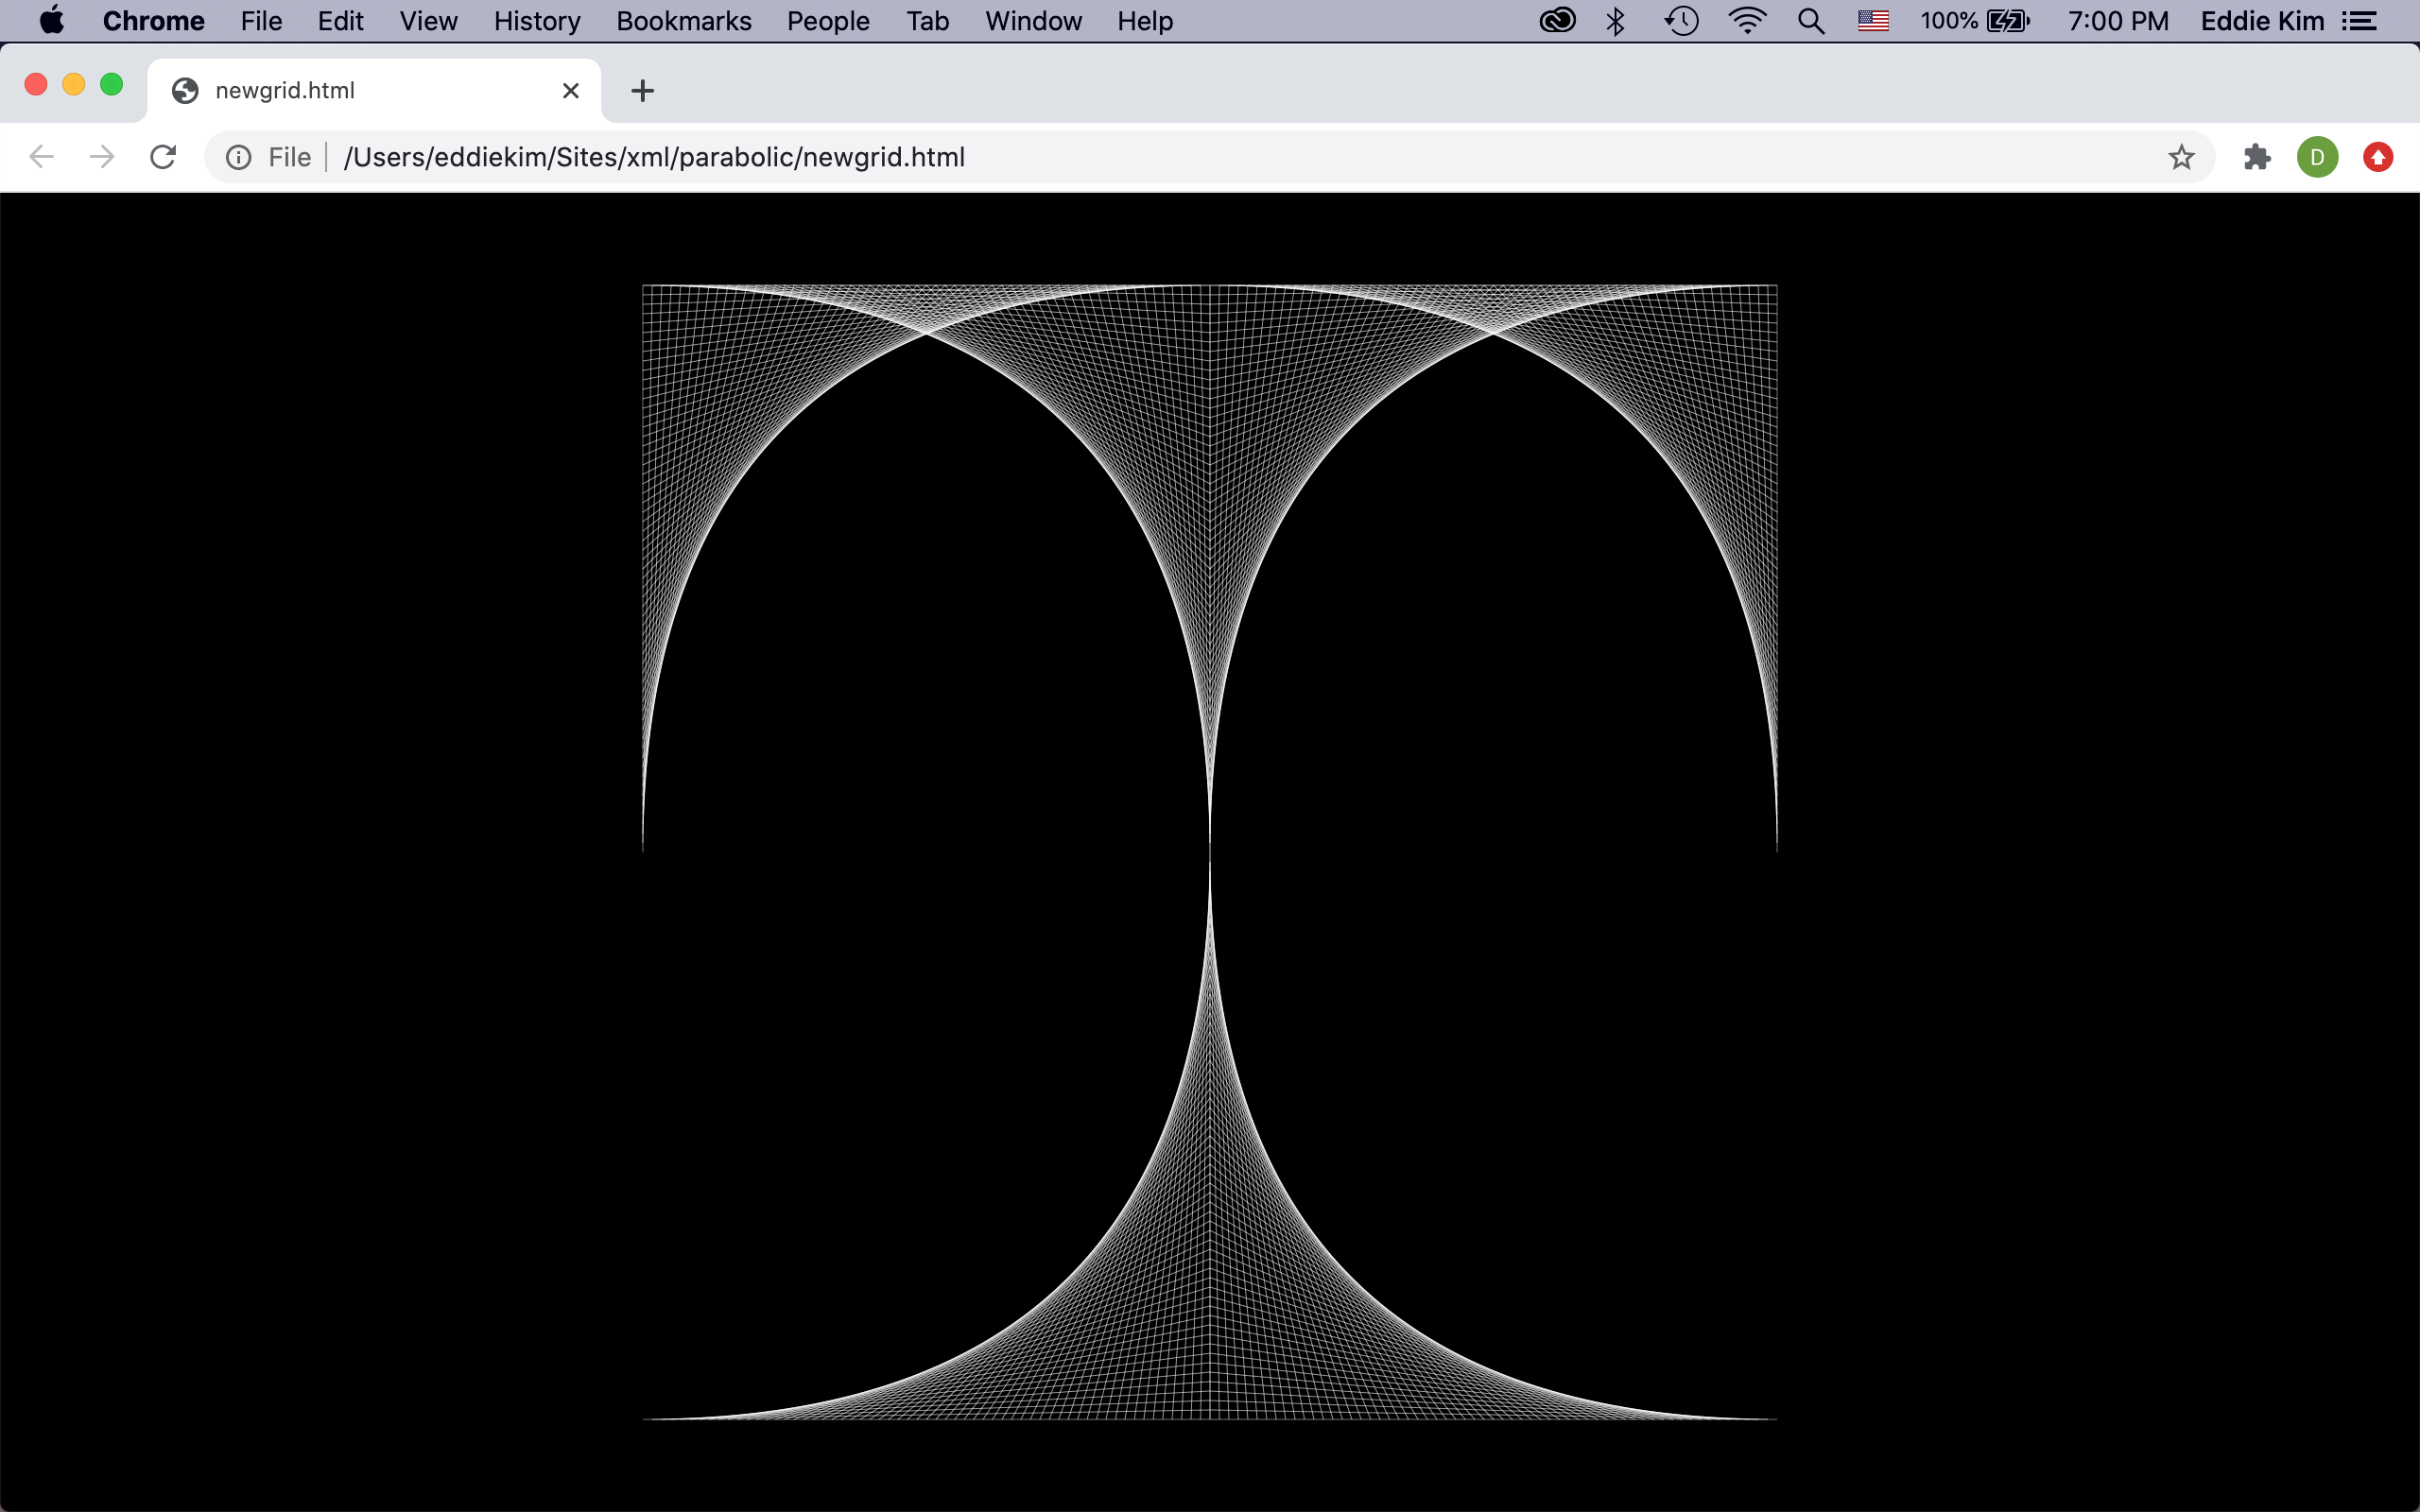 Chrome File Edit View History Bookmarks People Tab Window Help 100% 7:00 PM Eddie Kim
newgrid.html
File /Users/eddiekim/Sites/xml/parabolic/newgrid.html D
T